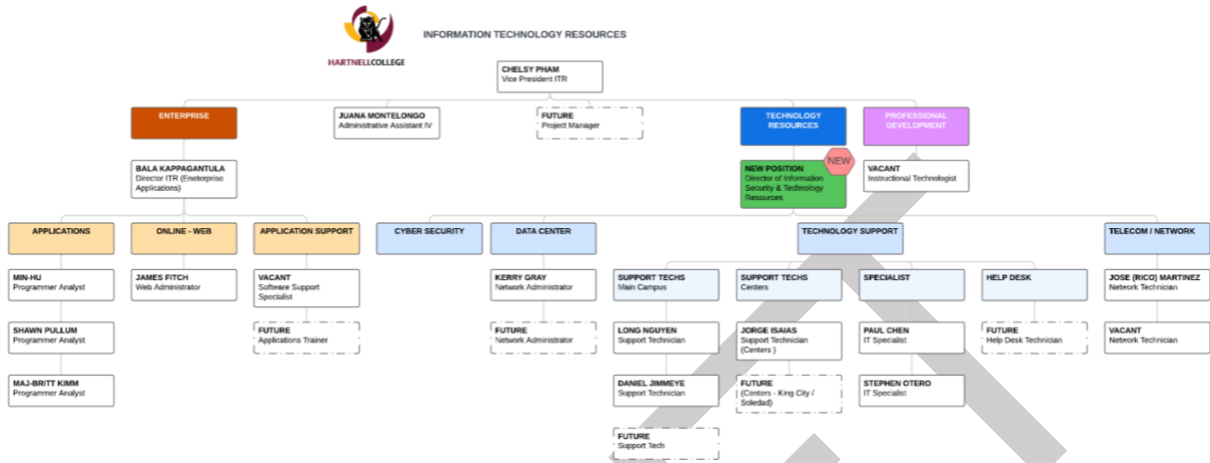 INFORMATION TECHNOLOGY RESOURCES
HARTNELLCOLLEGE
CHELSY PHAM
Vice President ITR
ENTERPRISE
JUANA MONTELONGO
Administrative Assistant IV
FUTURE
Project Manager
TECHNOLOGY
RESOURCES
PROFESSIONAL
DEVELOPMENT
BALA KAPPAGANTULA
Director ITR (Eneterprise
Applications)
NEW POSITION
Director of Information
Security & Technology
Resources
NEW
VACANT
Instructional Technologist
APPLICATIONS
ONLINE - WEB
APPLICATION SUPPORT
CYBER SECURITY
DATA CENTER
TECHNOLOGY SUPPORT
TELECOM / NETWORK
MIN-HU
Programmer Analyst
JAMES FITCH
Web Administrator
VACANT
Software Support
Specialist
KERRY GRAY
Network Administrator
SUPPORT TECHS
Main Campus
SUPPORT TECHS
Centers
SPECIALIST
HELP DESK
JOSE (RICO) MARTINEZ
Network Technician
SHAWN PULLUM
Programmer Analyst
FUTURE
Applications Trainer
FUTURE
Network Administrator
LONG NGUYEN
Support Technician
JORGE ISAIAS
Support Technician
(Centers )
PAUL CHEN
IT Specialist
FUTURE
Help Desk Technician
VACANT
Network Technician
MAJ-BRITT KIMM
Programmer Analyst
DANIEL JIMMEYE
Support Technician
FUTURE
(Centers - King City /
Soledad)
STEPHEN OTERO
IT Specialist
FUTURE
Support Tech